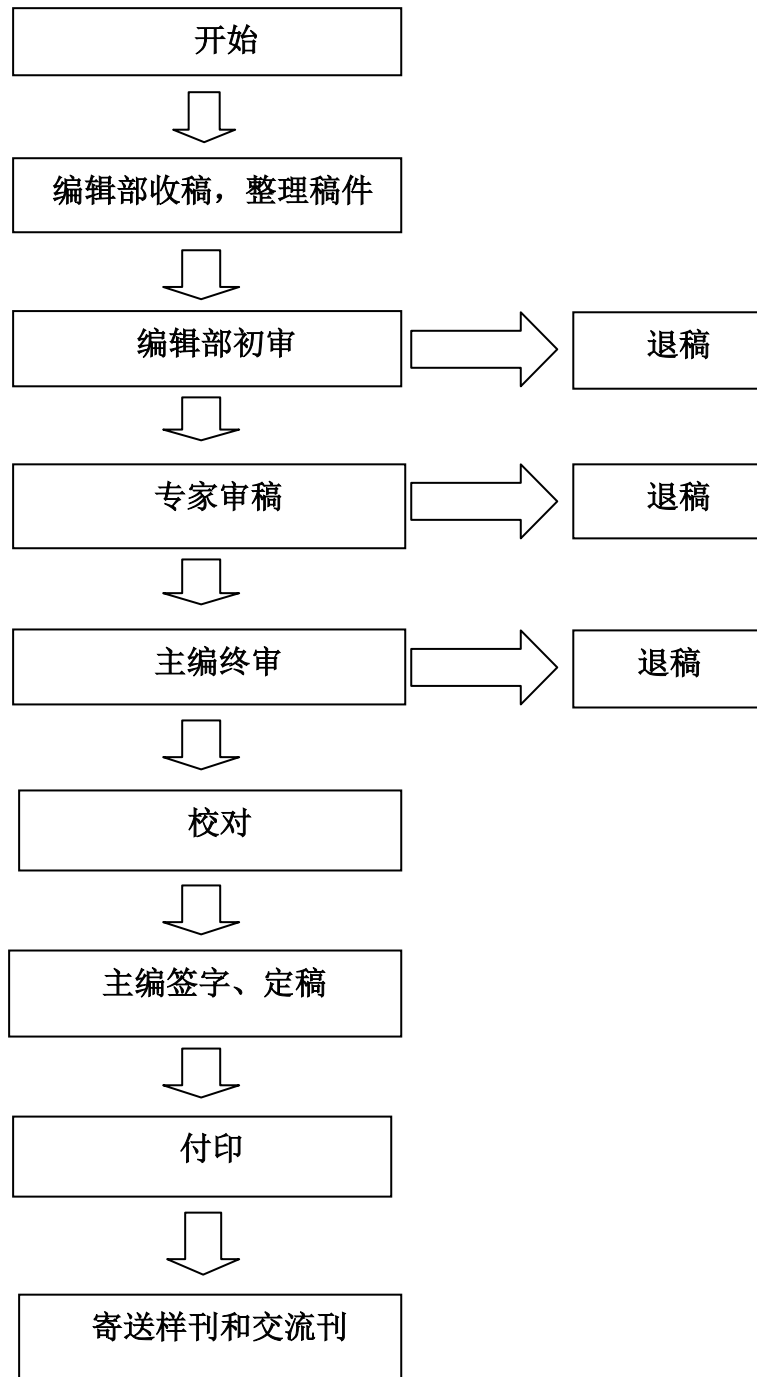 开始
编辑部收稿，整理稿件
编辑部初审
退稿
专家审稿
退稿
主编终审
退稿
校对
主编签字、定稿
付印
寄送样刊和交流刊